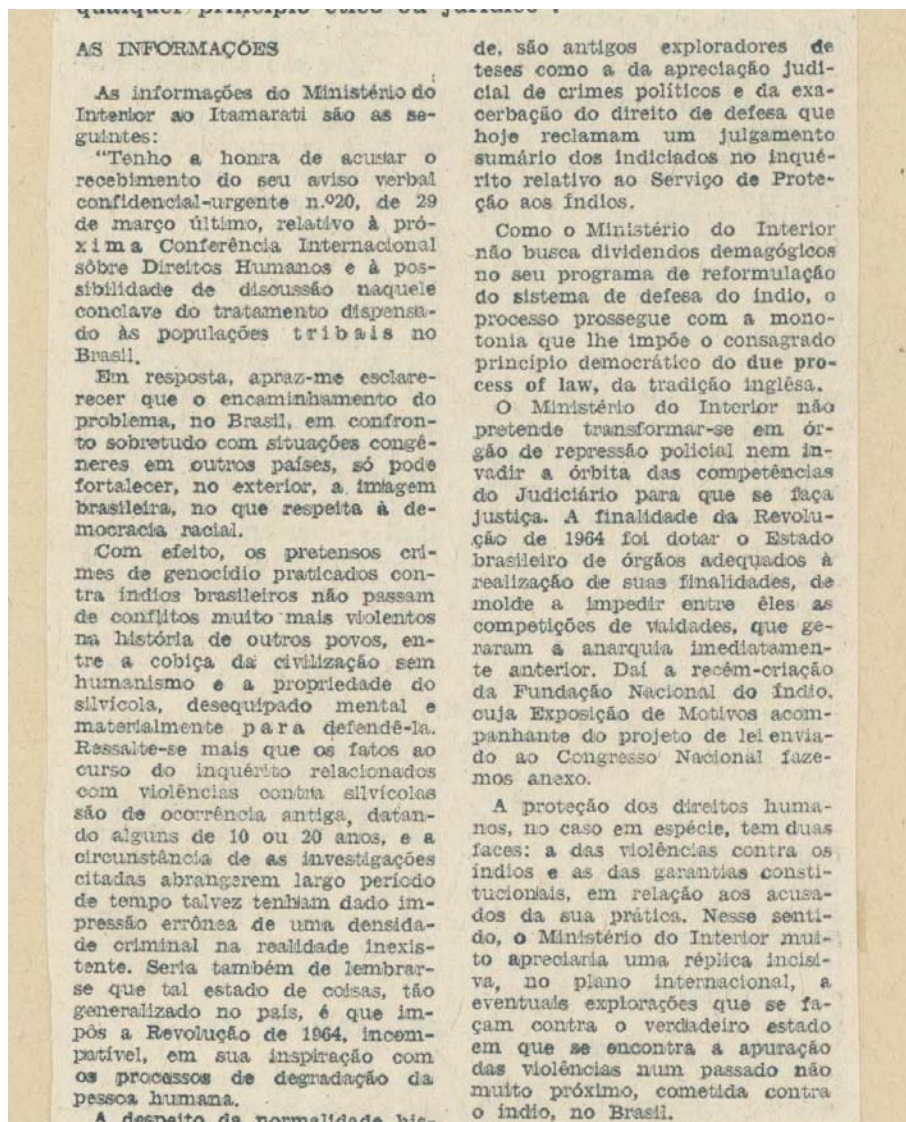 qualquer princípio ético ou jurídico".
AS INFORMAÇÕES
As informações do Ministério do
Interior ao Itamarati são as se-
guintes:
"Tenho a honra de acusar o
recebimento do seu aviso verbal
confidencial-urgente n.º20, de 29
de março último, relativo à pró-
xima Conferência Internacional
sôbre Direitos Humanos e à pos-
sibilidade de discussão naquele
conclave do tratamento dispensa-
do às populações tribais no
Brasil.
Em resposta, apraz-me esclare-
recer que o encaminhamento do
problema, no Brasil, em confron-
to sobretudo com situações congê-
neres em outros países, só pode
fortalecer, no exterior, a imagem
brasileira, no que respeita à de-
mocracia racial.
Com efeito, os pretensos cri-
mes de genocídio praticados con-
tra índios brasileiros não passam
de conflitos muito mais violentos
na história de outros povos, en-
tre a cobiça da civilização sem
humanismo e a propriedade do
silvícola, desequipado mental e
materialmente para defendê-la.
Ressalte-se mais que os fatos ao
curso do inquérito relacionados
com violências contra silvícolas
são de ocorrência antiga, datan-
do alguns de 10 ou 20 anos, e a
circunstância de as investigações
citadas abrangerem largo período
de tempo talvez tenham dado im-
pressão errônea de uma densida-
de criminal na realidade inexis-
tente. Seria também de lembrar-
se que tal estado de coisas, tão
generalizado no país, é que im-
pôs a Revolução de 1964, incom-
patível, em sua inspiração com
os processos de degradação da
pessoa humana.
A despeito da normalidade his-
de, são antigos exploradores de
teses como a da apreciação judi-
cial de crimes políticos e da exa-
cerbação do direito de defesa que
hoje reclamam um julgamento
sumário dos indiciados no inqué-
rito relativo ao Serviço de Prote-
ção aos Índios.
Como o Ministério do Interior
não busca dividendos demagógicos
no seu programa de reformulação
do sistema de defesa do índio, o
processo prossegue com a mono-
tonia que lhe impõe o consagrado
princípio democrático do due pro-
cess of law, da tradição inglêsa.
O Ministério do Interior não
pretende transformar-se em ór-
gão de repressão policial nem in-
vadir a órbita das competências
do Judiciário para que se faça
justiça. A finalidade da Revolu-
ção de 1964 foi dotar o Estado
brasileiro de órgãos adequados à
realização de suas finalidades, de
molde a impedir entre êles as
competições de vaidades, que ge-
raram a anarquia imediatamen-
te anterior. Daí a recém-criação
da Fundação Nacional do Índio,
cuja Exposição de Motivos acom-
panhante do projeto de lei envia-
do ao Congresso Nacional faze-
mos anexo.
A proteção dos direitos huma-
nos, no caso em espécie, tem duas
faces: a das violências contra os
índios e as das garantias consti-
tucionais, em relação aos acusa-
dos da sua prática. Nesse senti-
do, o Ministério do Interior mui-
to apreciaria uma réplica incisi-
va, no plano internacional, a
eventuais explorações que se fa-
çam contra o verdadeiro estado
em que se encontra a apuração
das violências num passado não
muito próximo, cometida contra
o índio, no Brasil.